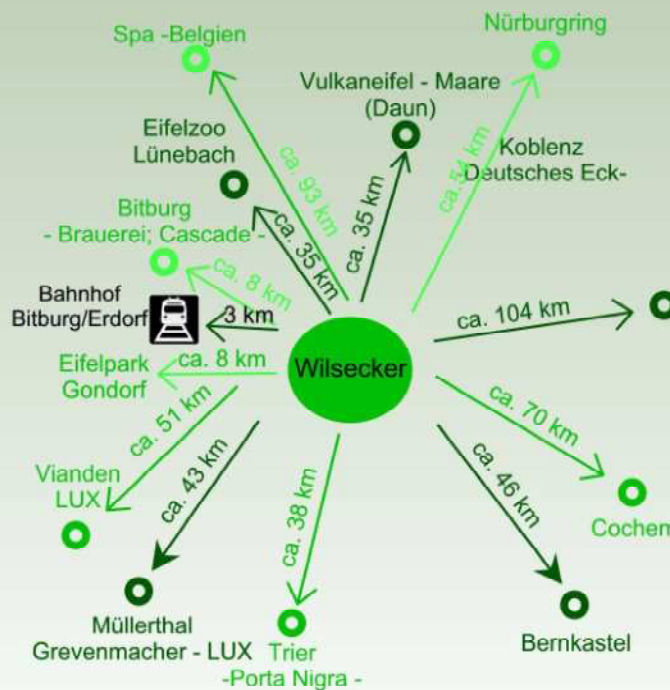 Spa -Belgien
Nürburgring
Vulkaneifel - Maare
(Daun)
Eifelzoo
Lünebach
Koblenz
Deutsches Eck-
ca. 93 km
ca. 35 km
ca.54 km
ca. 35 km
Bitburg
- Brauerei; Cascade -
ca. 8 km
Bahnhof
Bitburg/Erdorf
3 km
ca. 104 km
Eifelpark
Gondorf
ca. 8 km
Wilsecker
ca. 51 km
ca. 70 km
Vianden
LUX
ca. 43 km
ca. 38 km
ca. 46 km
Cochem
Müllerthal
Grevenmacher - LUX
Trier
-Porta Nigra -
Bernkastel